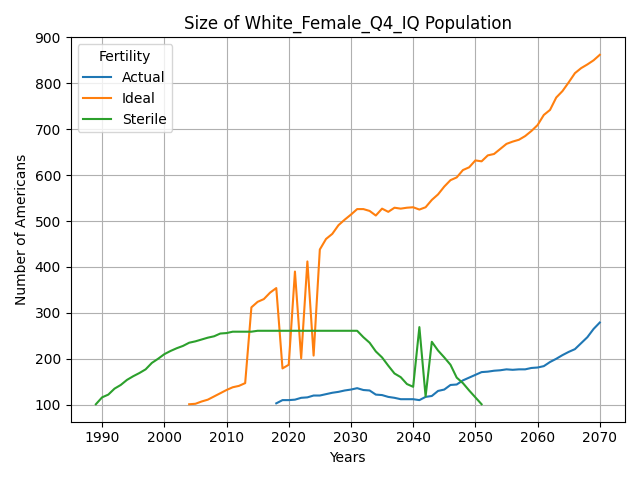 Size of White_Female_Q4_IQ Population
Number of Americans
900
800
700
600
500
400
300
200
100
Fertility
Actual
Ideal
Sterile
1990 2000 2010 2020 2030 2040 2050 2060 2070
Years